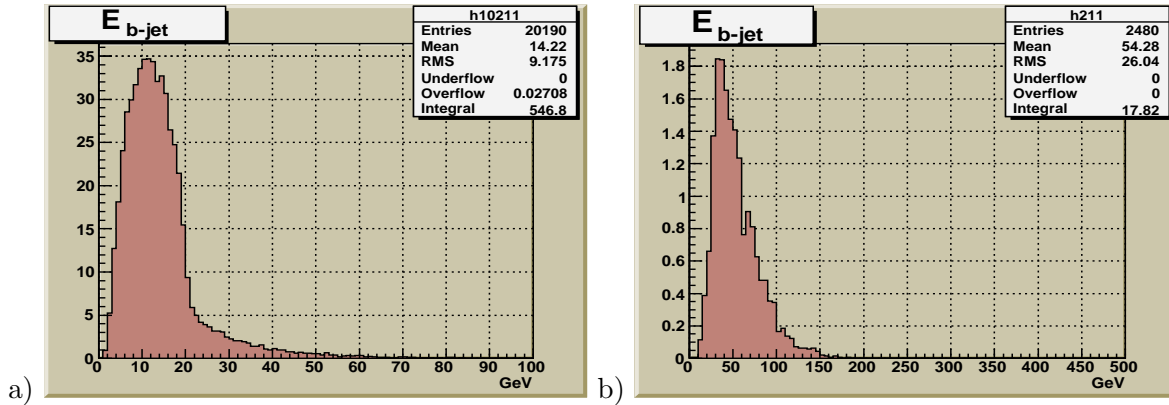 a)
E b-jet
h10211
Entries 20190
Mean 14.22
RMS 9.175
Underflow 0
Overflow 0.02708
Integral 546.8
35
30
25
20
15
10
5
0
0 10 20 30 40 50 60 70 80 90 100
GeV
b)
E b-jet
h211
Entries 2480
Mean 54.28
RMS 26.04
Underflow 0
Overflow 0
Integral 17.82
1.8
1.6
1.4
1.2
1
0.8
0.6
0.4
0.2
0
0 50 100 150 200 250 300 350 400 450 500
GeV